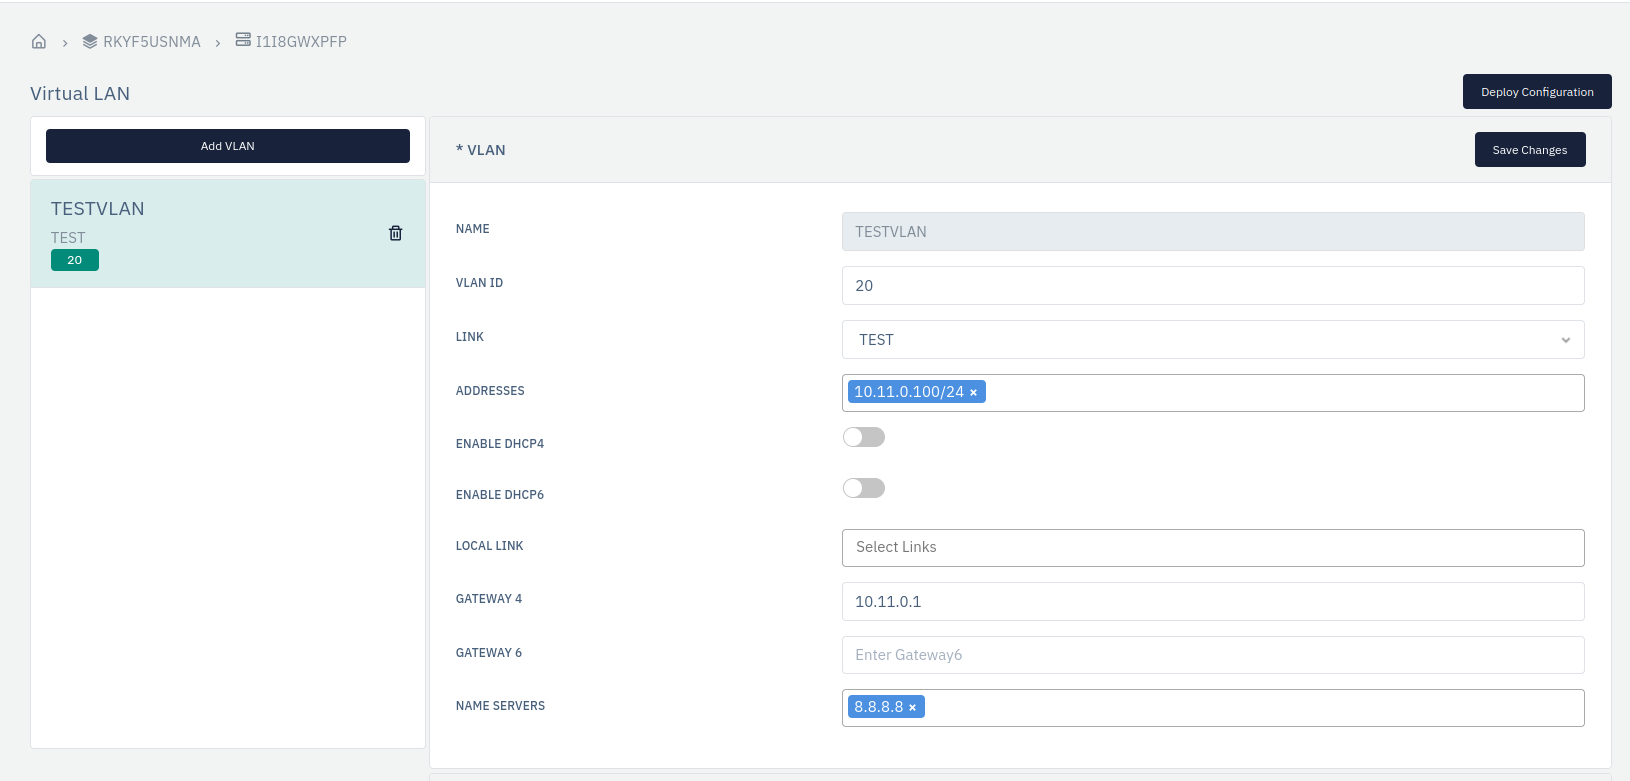 RKYF5USNMA > I1I8GWXPFP
Virtual LAN
Deploy Configuration
Add VLAN
TESTVLAN
TEST
20
* VLAN
Save Changes
NAME
TESTVLAN
VLAN ID
20
LINK
TEST
ADDRESSES
10.11.0.100/24 ×
ENABLE DHCP4
ENABLE DHCP6
LOCAL LINK
Select Links
GATEWAY 4
10.11.0.1
GATEWAY 6
Enter Gateway6
NAME SERVERS
8.8.8.8 ×